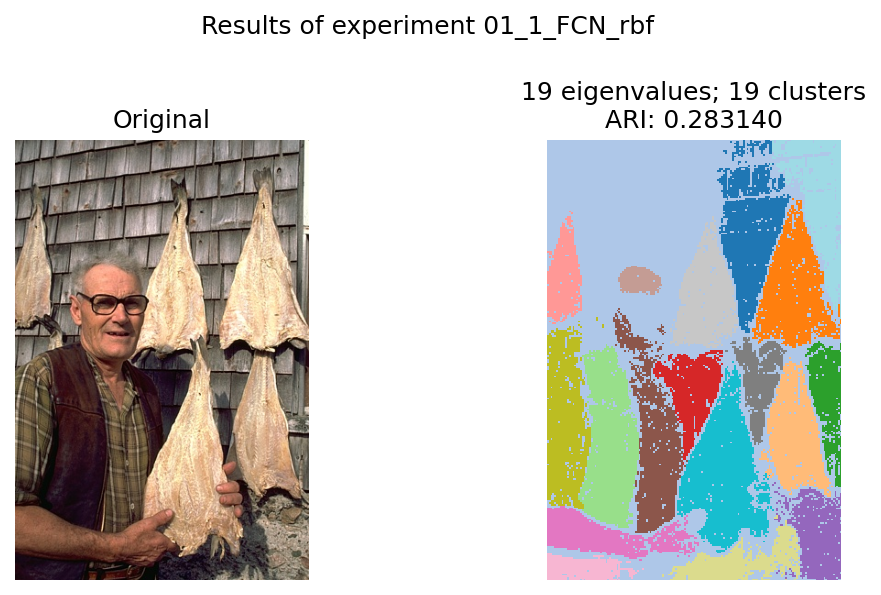 Results of experiment 01_1_FCN_rbf
Original
19 eigenvalues; 19 clusters
ARI: 0.283140